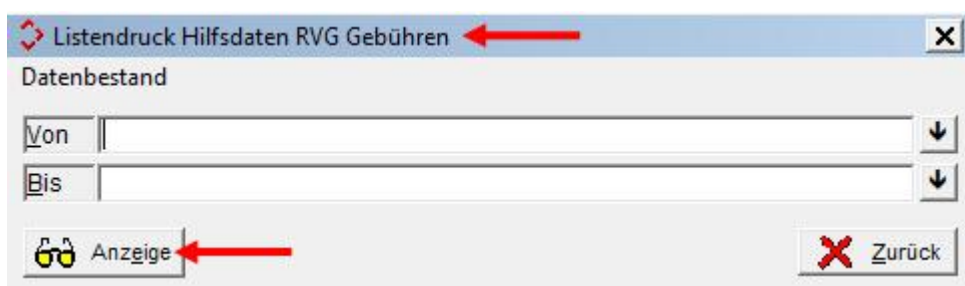 Listendruck Hilfsdaten RVG Gebühren
Datenbestand
Von
Bis
Anzeige Zurück